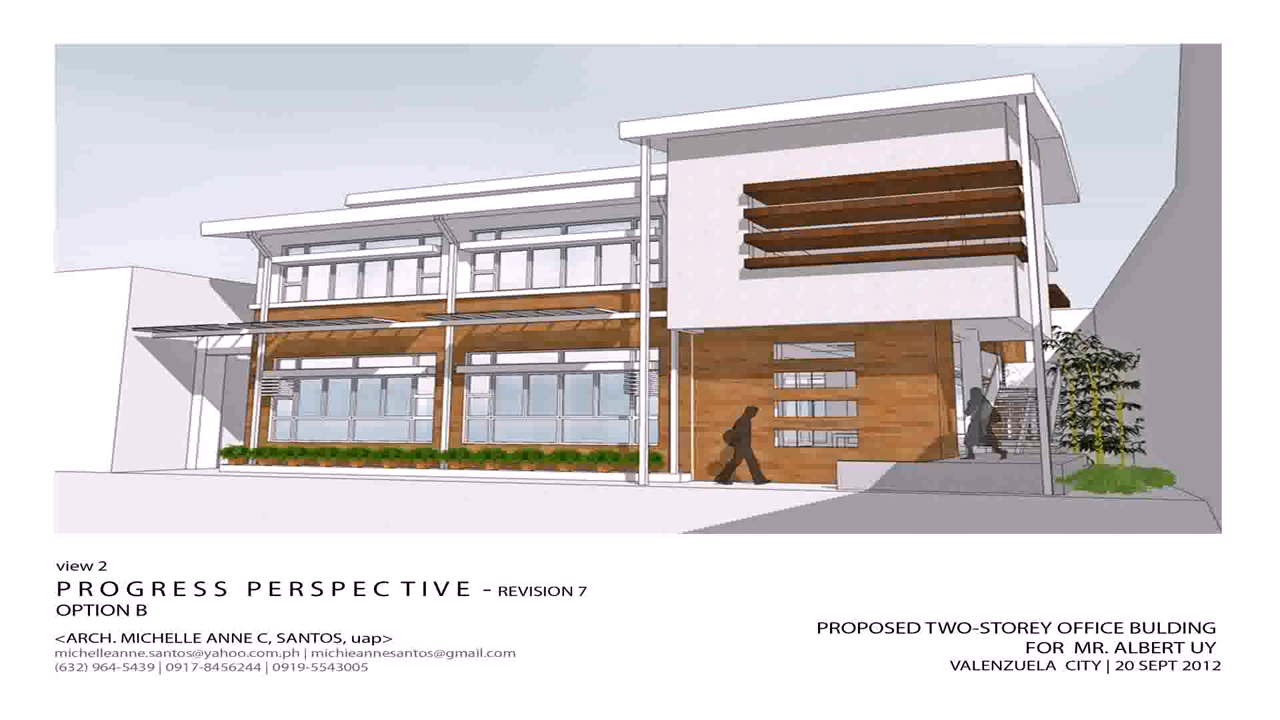 view 2
PROGRESS PERSPECTIVE - REVISION 7
OPTION B
<ARCH. MICHELLE ANNE C, SANTOS, uap>
michelleanne.santos@yahoo.com.ph | michieannesantos@gmail.com
(632) 964-5439 | 0917-8456244 | 0919-5543005
PROPOSED TWO-STOREY OFFICE BULDING
FOR MR. ALBERT UY
VALENZUELA CITY | 20 SEPT 2012